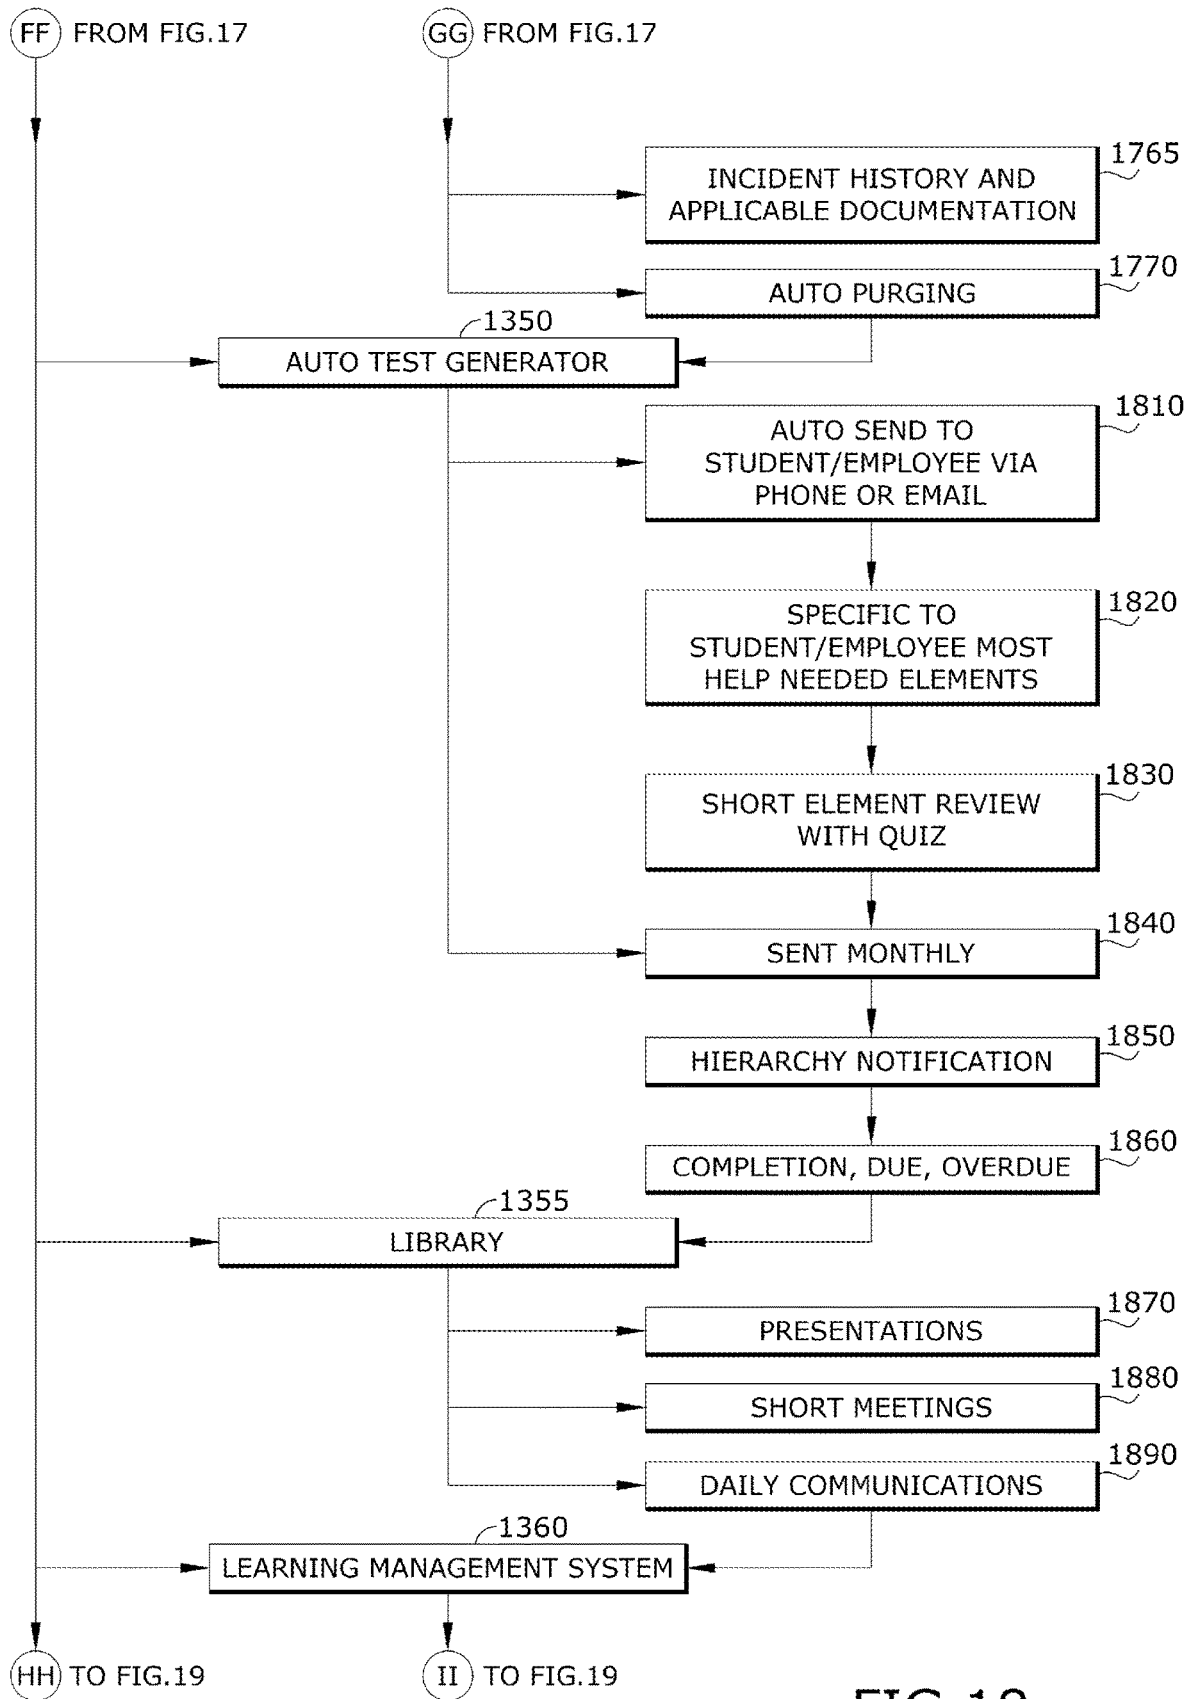 FF FROM FIG.17
GG FROM FIG.17
1765
INCIDENT HISTORY AND
APPLICABLE DOCUMENTATION
1770
AUTO PURGING
1350
AUTO TEST GENERATOR
1810
AUTO SEND TO
STUDENT/EMPLOYEE VIA
PHONE OR EMAIL
1820
SPECIFIC TO
STUDENT/EMPLOYEE MOST
HELP NEEDED ELEMENTS
1830
SHORT ELEMENT REVIEW
WITH QUIZ
1840
SENT MONTHLY
1850
HIERARCHY NOTIFICATION
1860
COMPLETION, DUE, OVERDUE
1355
LIBRARY
1870
PRESENTATIONS
1880
SHORT MEETINGS
1890
DAILY COMMUNICATIONS
1360
LEARNING MANAGEMENT SYSTEM
HH TO FIG.19
II TO FIG.19
FIG.18